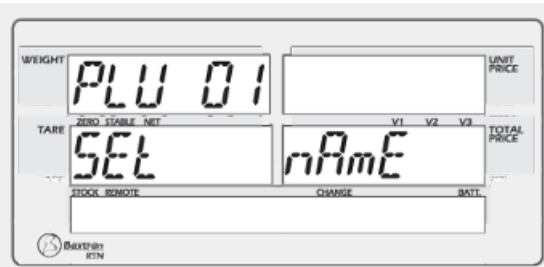 WEIGHT PLU 01 UNIT PRICE
ZERO STABLE NET V1 V2 V3
TARE SEt nAmE TOTAL PRICE
STOCK REMOTE CHANGE BATT.
Baxtran
RTN